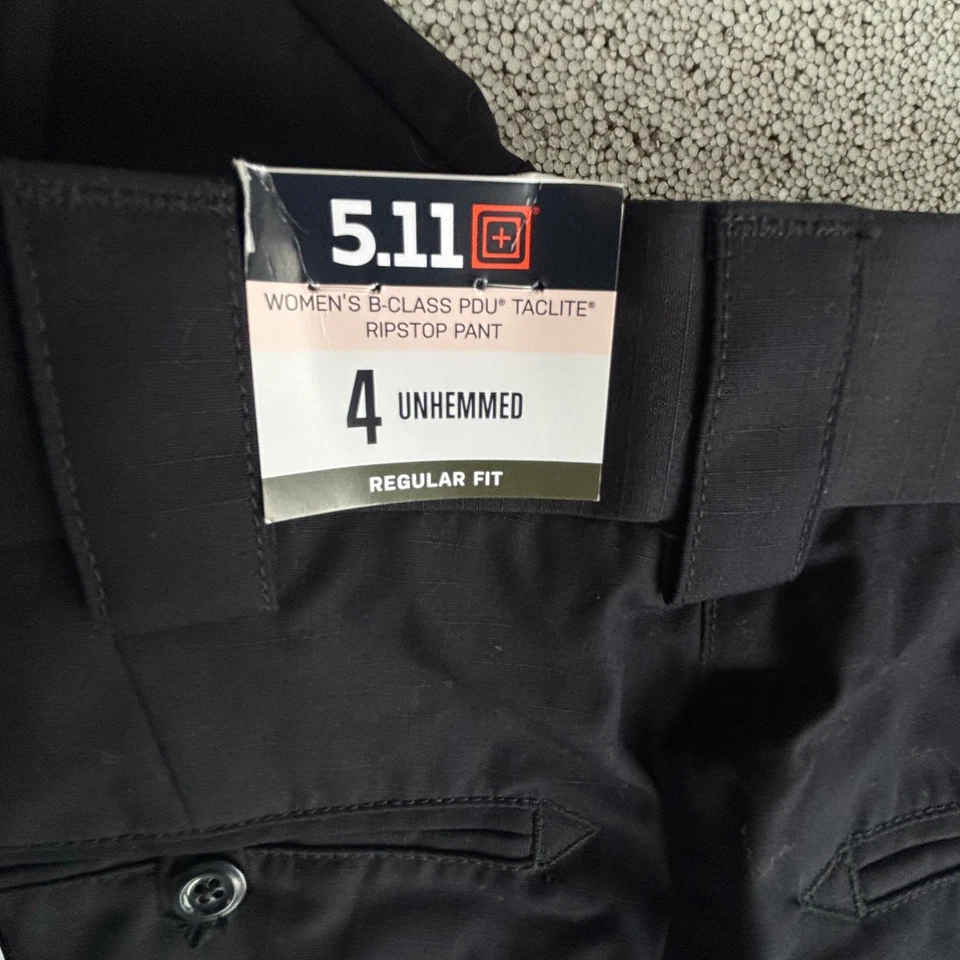 5.11
WOMEN'S B-CLASS PDU® TACLITE®
RIPSTOP PANT
4 UNHEMMED
REGULAR FIT